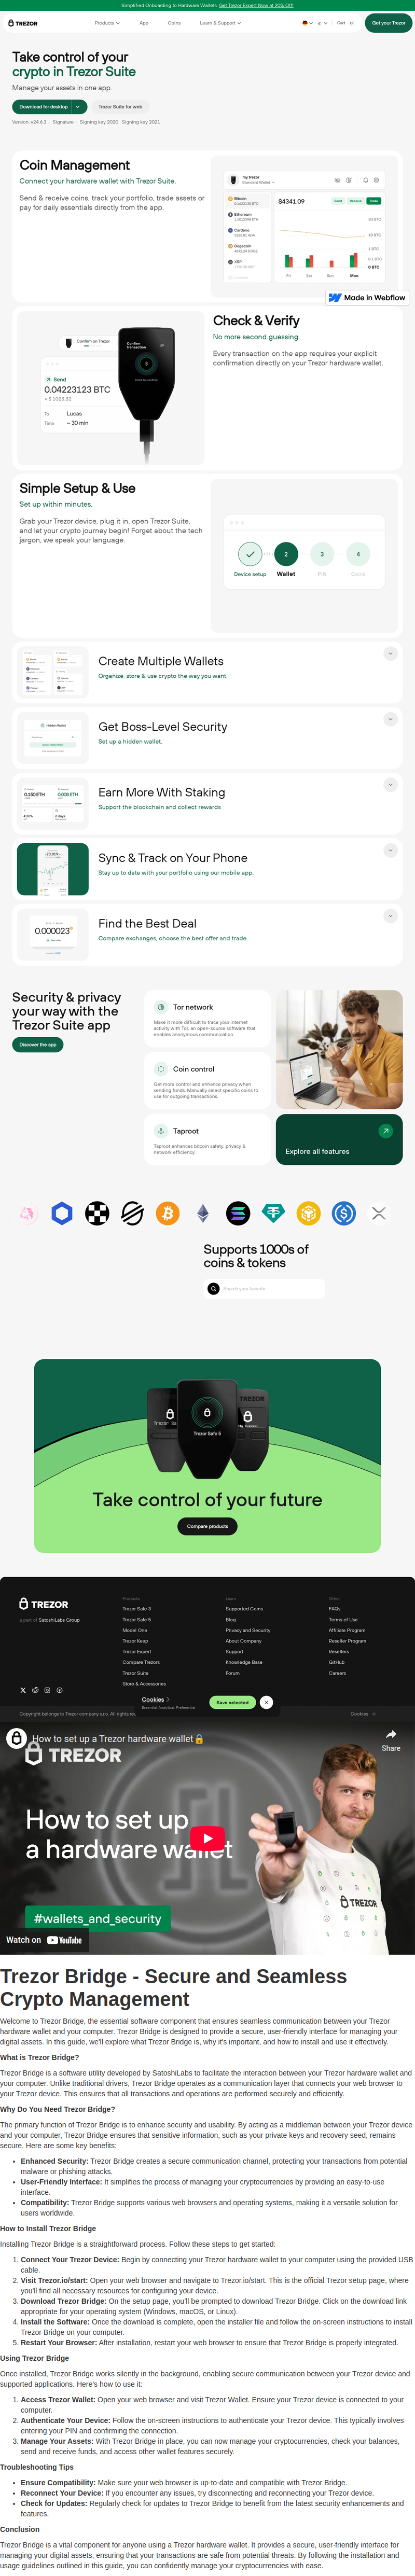 Simplified Onboarding to Hardware Wallets. Get Trezor Expert Now at 20% Off!
TREZOR
Products
App
Coins
Learn & Support
Cart
Get your Trezor
Take control of your
crypto in Trezor Suite
Manage your assets in one app.
Download for desktop
Trezor Suite for web
Version: v24.6.3
Signature
Signing key 2020
Signing key 2021
Coin Management
Connect your hardware wallet with Trezor Suite.
Send & receive coins, track your portfolio, trade assets or
pay for daily essentials directly from the app.
my trezor
Standard Wallet
Bitcoin
Ethereum
Cardano
Dogecoin
XRP
$4341.09
Send
Receive
Trade
20 BTC
10 BTC
1 BTC
0.1 BTC
0 BTC
Fri
Sat
Sun
Mon
Made in Webflow
Confirm on Trezor
Send
0.04223123 BTC
≈ $ 1023.32
To
Lucas
Time
~ 30 min
Confirm
transaction
Hold to confirm
Check & Verify
No more second guessing.
Every transaction on the app requires your explicit
confirmation directly on your Trezor hardware wallet.
Simple Setup & Use
Set up within minutes.
Grab your Trezor device, plug it in, open Trezor Suite,
and let your crypto journey begin! Forget about the tech
jargon, we speak your language.
2
3
4
Device setup
Wallet
PIN
Coins
Create Multiple Wallets
Organize, store & use crypto the way you want.
Hidden Wallet
Get Boss-Level Security
Set up a hidden wallet.
0.150 ETH
0.008 ETH
Earn More With Staking
Support the blockchain and collect rewards
Sync & Track on Your Phone
Stay up to date with your portfolio using our mobile app.
0.000023
Find the Best Deal
Compare exchanges, choose the best offer and trade.
Security & privacy
your way with the
Trezor Suite app
Discover the app
Tor network
Make it more difficult to trace your internet
activity with Tor, an open-source software that
enables anonymous communication.
Coin control
Get more control and enhance privacy when
sending funds. Manually select specific coins to
use for outgoing transactions.
Taproot
Taproot enhances bitcoin safety, privacy &
network efficiency.
Explore all features
Supports 1000s of
coins & tokens
Search your favorite
Trezor Safe 5
Take control of your future
Compare products
TREZOR
a part of SatoshiLabs Group
Products
Trezor Safe 3
Trezor Safe 5
Model One
Trezor Keep
Trezor Expert
Compare Trezors
Trezor Suite
Store & Accessories
Learn
Supported Coins
Blog
Privacy and Security
About Company
Support
Knowledge Base
Forum
Other
FAQs
Terms of Use
Affiliate Program
Reseller Program
Resellers
GitHub
Careers
Copyright belongs to Trezor company s.r.o. All rights
Cookies
Save selected
Cookies
How to set up a Trezor hardware wallet🔒
Share
TREZOR
How to set up
a hardware wallet
TREZOR
#wallets_and_security
Watch on YouTube
Trezor Bridge - Secure and Seamless
Crypto Management
Welcome to Trezor Bridge, the essential software component that ensures seamless communication between your Trezor
hardware wallet and your computer. Trezor Bridge is designed to provide a secure, user-friendly interface for managing your
digital assets. In this guide, we'll explore what Trezor Bridge is, why it's important, and how to install and use it effectively.
What is Trezor Bridge?
Trezor Bridge is a software utility developed by SatoshiLabs to facilitate the interaction between your Trezor hardware wallet and
your computer. Unlike traditional drivers, Trezor Bridge operates as a communication layer that connects your web browser to
your Trezor device. This ensures that all transactions and operations are performed securely and efficiently.
Why Do You Need Trezor Bridge?
The primary function of Trezor Bridge is to enhance security and usability. By acting as a middleman between your Trezor device
and your computer, Trezor Bridge ensures that sensitive information, such as your private keys and recovery seed, remains
secure. Here are some key benefits:
• Enhanced Security: Trezor Bridge creates a secure communication channel, protecting your transactions from potential
malware or phishing attacks.
• User-Friendly Interface: It simplifies the process of managing your cryptocurrencies by providing an easy-to-use
interface.
• Compatibility: Trezor Bridge supports various web browsers and operating systems, making it a versatile solution for
users worldwide.
How to Install Trezor Bridge
Installing Trezor Bridge is a straightforward process. Follow these steps to get started:
1. Connect Your Trezor Device: Begin by connecting your Trezor hardware wallet to your computer using the provided USB
cable.
2. Visit Trezor.io/start: Open your web browser and navigate to Trezor.io/start. This is the official Trezor setup page, where
you'll find all necessary resources for configuring your device.
3. Download Trezor Bridge: On the setup page, you'll be prompted to download Trezor Bridge. Click on the download link
appropriate for your operating system (Windows, macOS, or Linux).
4. Install the Software: Once the download is complete, open the installer file and follow the on-screen instructions to install
Trezor Bridge on your computer.
5. Restart Your Browser: After installation, restart your web browser to ensure that Trezor Bridge is properly integrated.
Using Trezor Bridge
Once installed, Trezor Bridge works silently in the background, enabling secure communication between your Trezor device and
supported applications. Here's how to use it:
1. Access Trezor Wallet: Open your web browser and visit Trezor Wallet. Ensure your Trezor device is connected to your
computer.
2. Authenticate Your Device: Follow the on-screen instructions to authenticate your Trezor device. This typically involves
entering your PIN and confirming the connection.
3. Manage Your Assets: With Trezor Bridge in place, you can now manage your cryptocurrencies, check your balances,
send and receive funds, and access other wallet features securely.
Troubleshooting Tips
• Ensure Compatibility: Make sure your web browser is up-to-date and compatible with Trezor Bridge.
• Reconnect Your Device: If you encounter any issues, try disconnecting and reconnecting your Trezor device.
• Check for Updates: Regularly check for updates to Trezor Bridge to benefit from the latest security enhancements and
features.
Conclusion
Trezor Bridge is a vital component for anyone using a Trezor hardware wallet. It provides a secure, user-friendly interface for
managing your digital assets, ensuring that your transactions are safe from potential threats. By following the installation and
usage guidelines outlined in this guide, you can confidently manage your cryptocurrencies with ease.